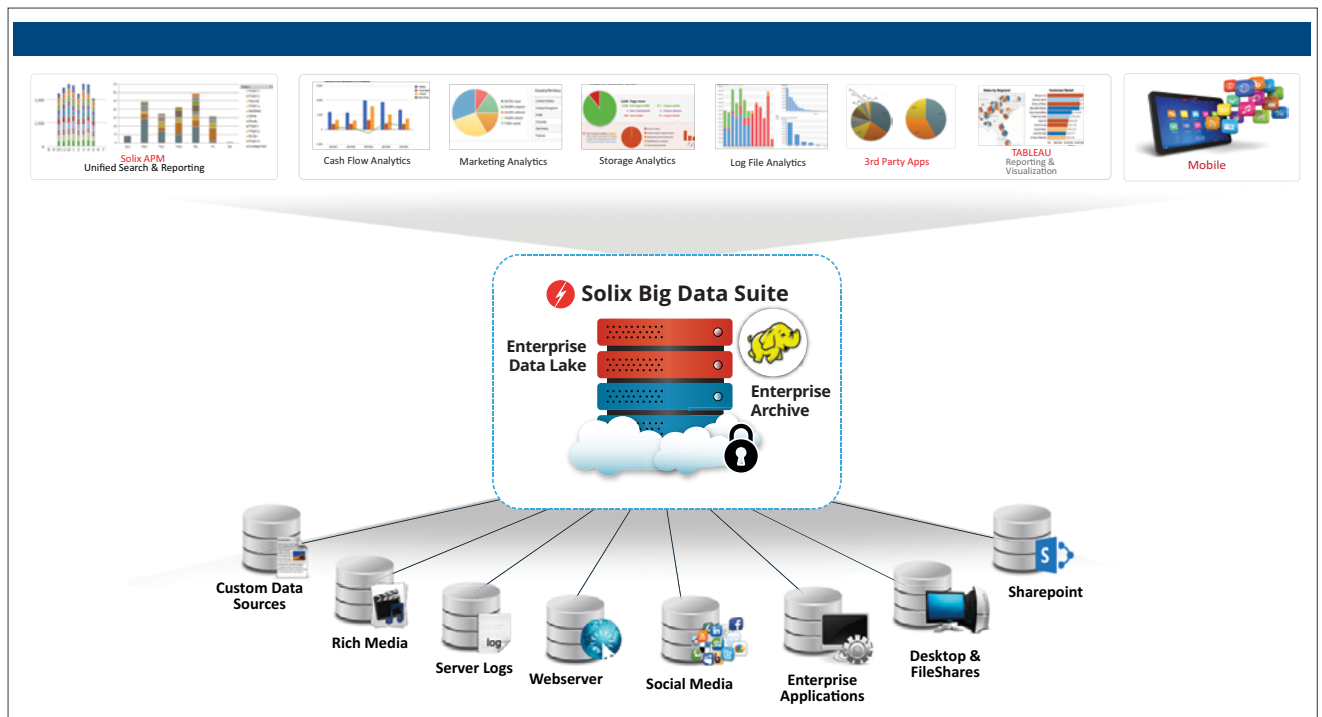 Solix APM
Unified Search & Reporting
Cash Flow Analytics
Marketing Analytics
Storage Analytics
Log File Analytics
3rd Party Apps
TABLEAU
Reporting &
Visualization
Mobile
Solix Big Data Suite
Enterprise
Data Lake
Enterprise
Archive
Custom Data
Sources
Rich Media
log
Server Logs
Webserver
Social Media
Enterprise
Applications
Desktop &
FileShares
S
Sharepoint